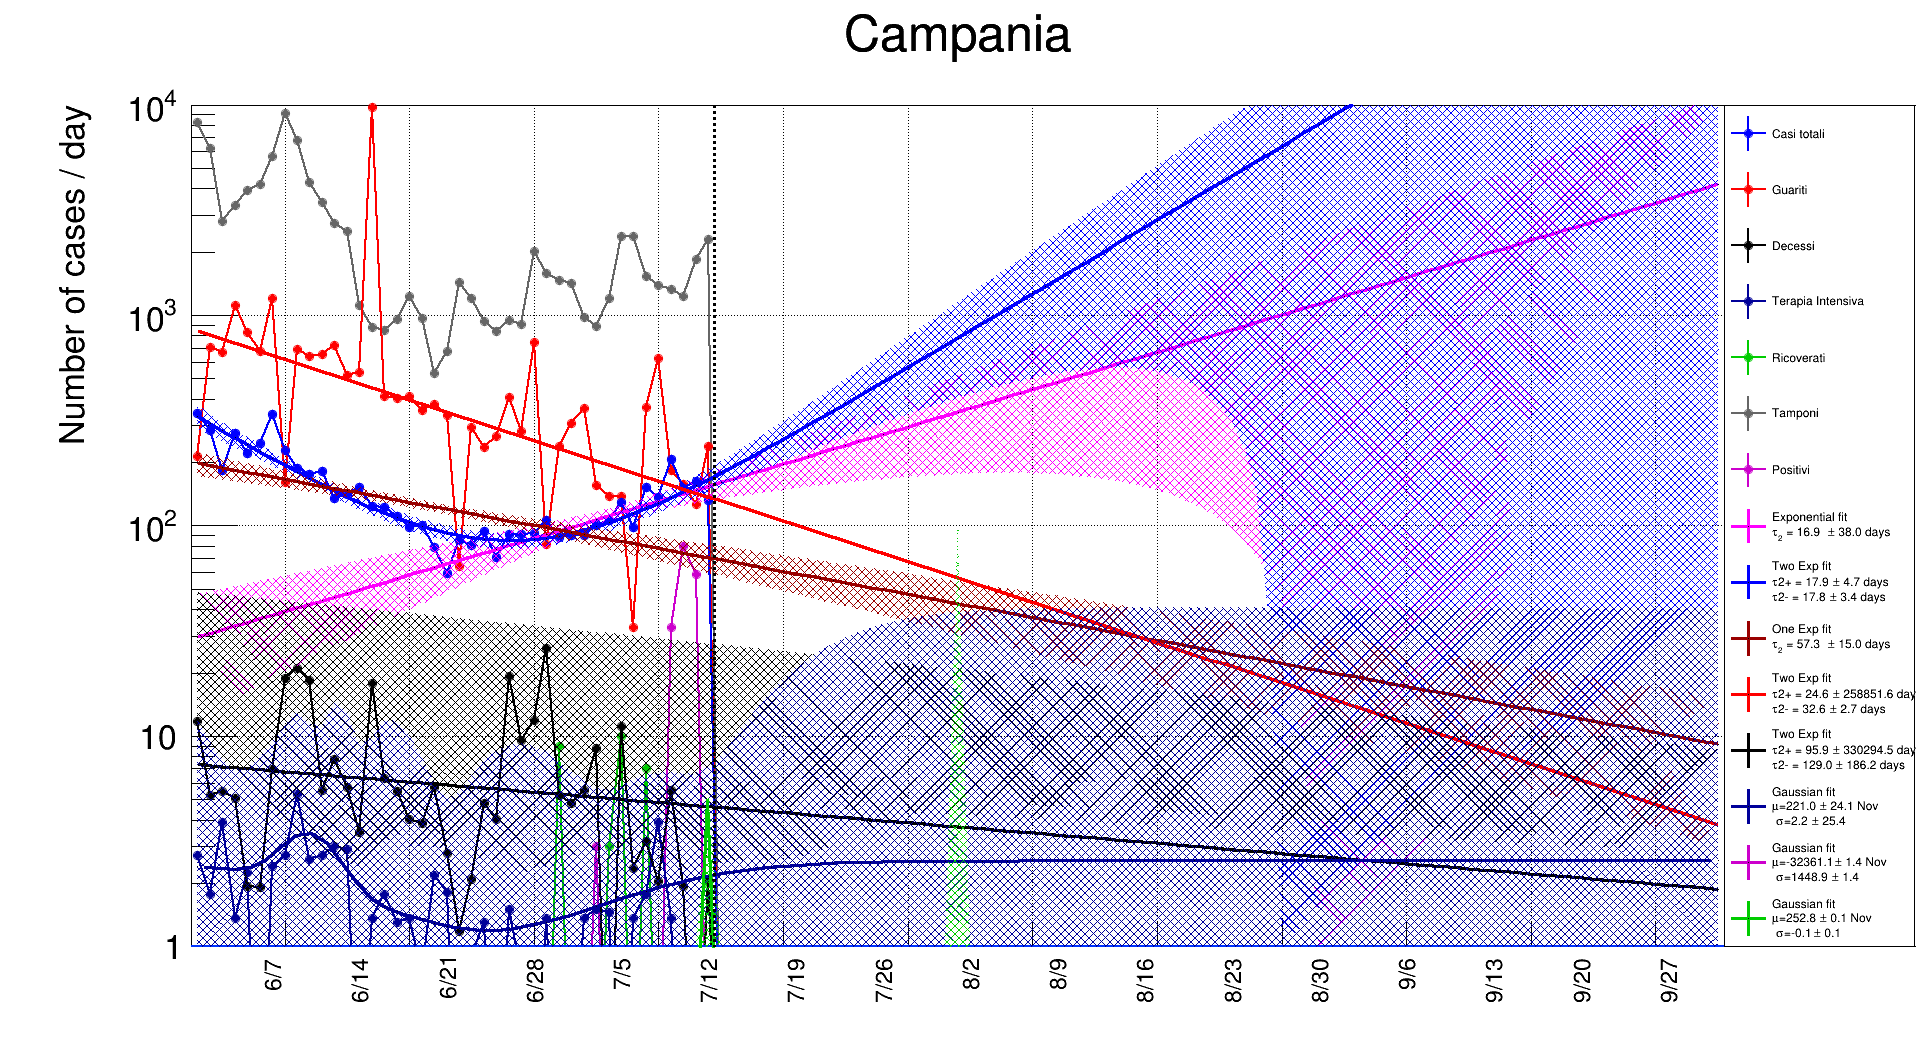 Campania
Number of cases / day
10^4
10^3
10^2
10
1
6/7
6/14
6/21
6/28
7/5
7/12
7/19
7/26
8/2
8/9
8/16
8/23
8/30
9/6
9/13
9/20
9/27
Casi totali
Guariti
Decessi
Terapia Intensiva
Ricoverati
Tamponi
Positivi
Exponential fit
τ2 = 16.9 ± 38.0 days
Two Exp fit
τ2+ = 17.9 ± 4.7 days
τ2- = 17.8 ± 3.4 days
One Exp fit
τ2 = 57.3 ± 15.0 days
Two Exp fit
τ2+ = 24.6 ± 258851.6 day
τ2- = 32.6 ± 2.7 days
Two Exp fit
τ2+ = 95.9 ± 330294.5 day
τ2- = 129.0 ± 186.2 days
Gaussian fit
μ=221.0 ± 24.1 Nov
σ=2.2 ± 25.4
Gaussian fit
μ=-32361.1 ± 1.4 Nov
σ=1448.9 ± 1.4
Gaussian fit
μ=252.8 ± 0.1 Nov
σ=-0.1 ± 0.1